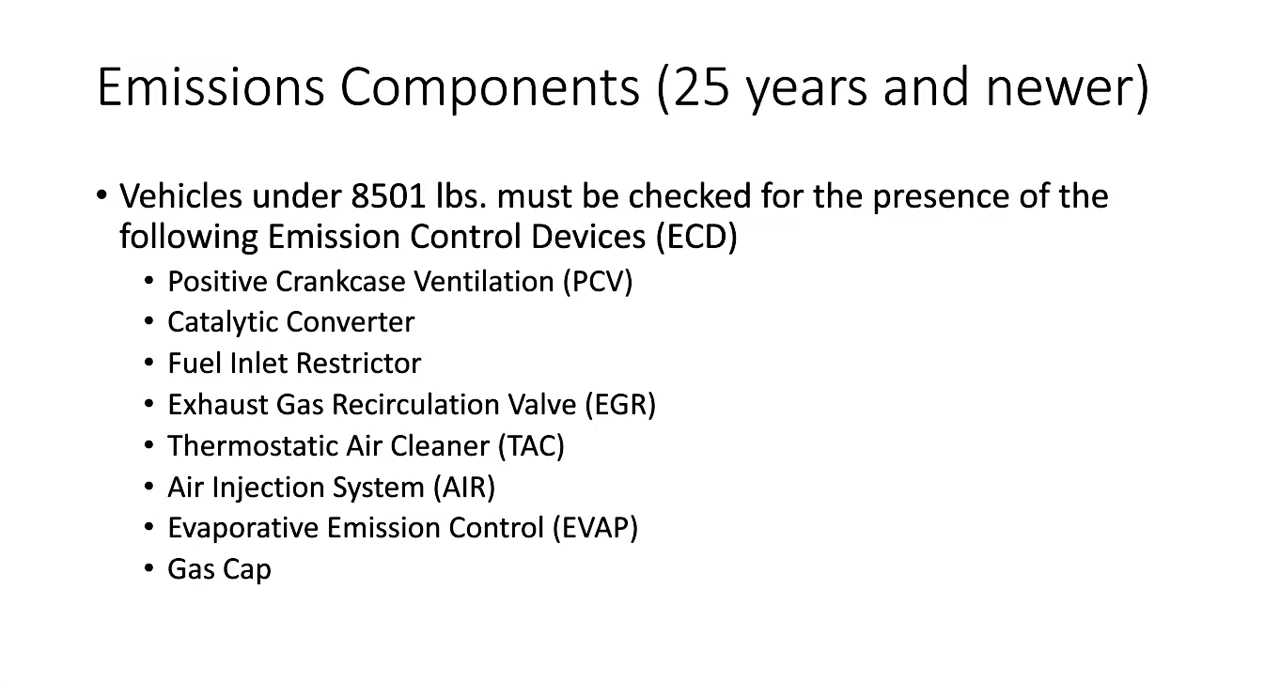 Emissions Components (25 years and newer)
• Vehicles under 8501 lbs. must be checked for the presence of the
following Emission Control Devices (ECD)
• Positive Crankcase Ventilation (PCV)
• Catalytic Converter
• Fuel Inlet Restrictor
• Exhaust Gas Recirculation Valve (EGR)
• Thermostatic Air Cleaner (TAC)
• Air Injection System (AIR)
• Evaporative Emission Control (EVAP)
• Gas Cap